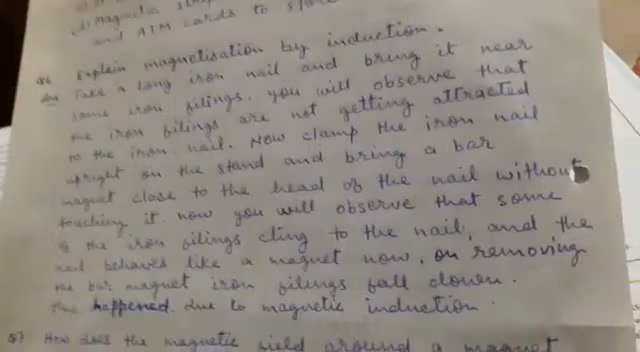 d) Magnetic
and ATM cards to
Q6 Explain magnetisation by induction.
Ans Take a long iron nail and bring it near
some iron filings. you will observe that
the iron filings are not getting attracted
to the iron nail. Now clamp the iron nail
upright on the stand and bring a bar
magnet close to the head of the nail without
touching it. now you will observe that some
of the iron filings cling to the nail, and the
nail behaves like a magnet now. on removing
the bar magnet iron filings fall down.
happened due to magnetic induction.
Q7 How does the magnetic field around a magnet